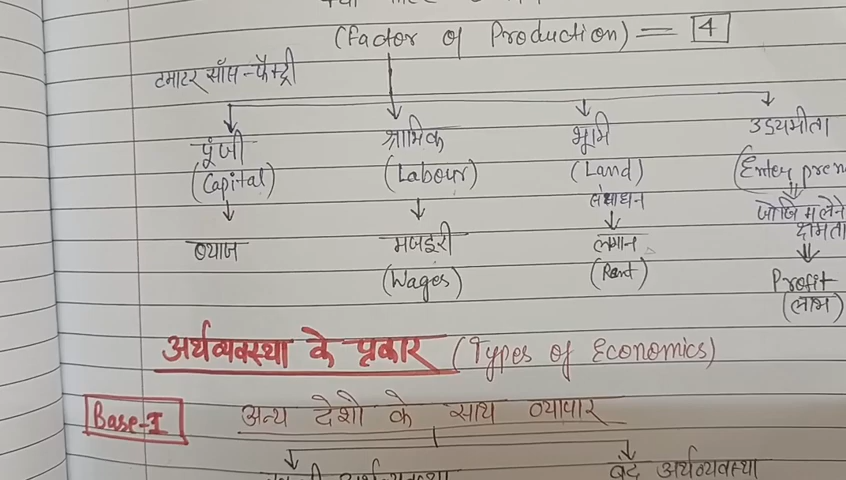 (Factor of Production) = 4
टमाटर सॉस-फैक्ट्री
पूंजी श्रामिक भूमि उद्यमीता
(Capital) (Labour) (Land)
संसाधन जोखिम लेने
क्षमता
ब्याज मजदूरी लगान
(Wages) (Rent) Profit
(लाभ)
अर्थव्यवस्था के प्रकार (Types of Economics)
Base-I अन्य देशो के साथ व्यापार
बंद अर्थव्यवस्था